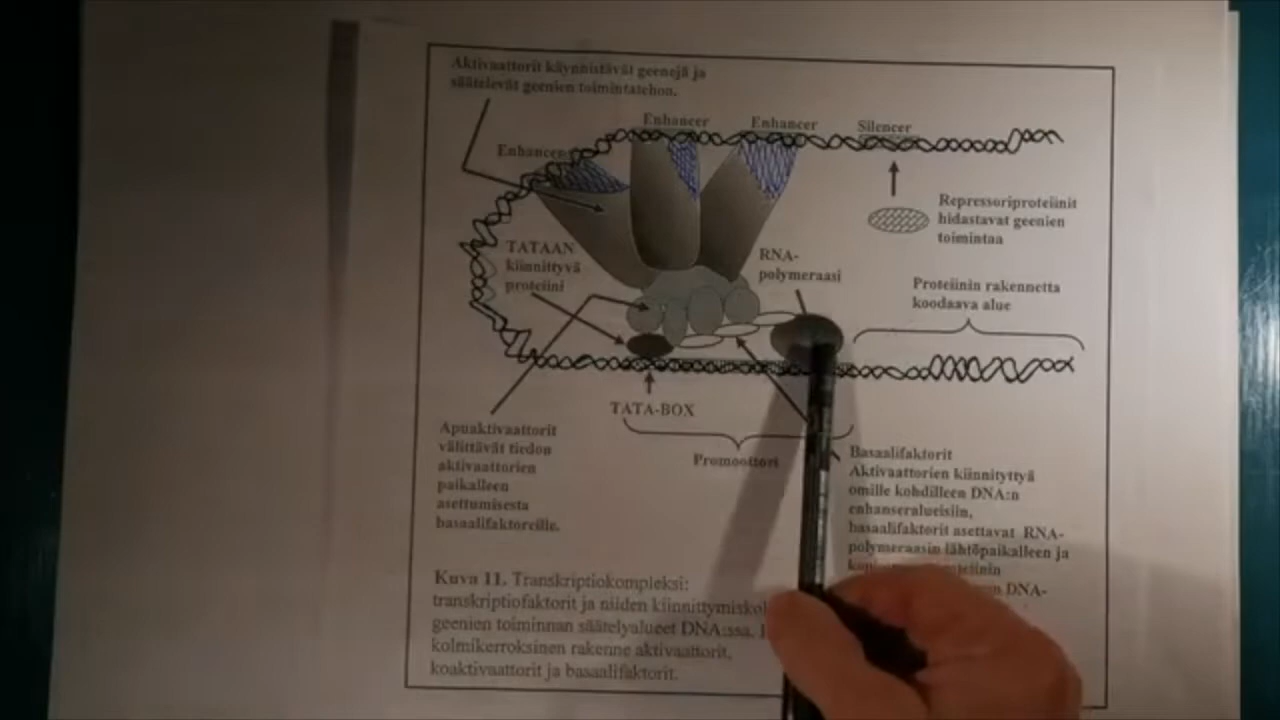 Aktivaattorit käynnistävät geenejä ja
säätelevät geenien toimintatehon.
Enhancer
Enhancer
Silencer
Enhancer
Repressoriproteiinit
hidastavat geenien
toimintaa
TATAAN
kiinnittyvä
proteiini
RNA-
polymeraasi
Proteiinin rakennetta
koodaava alue
TATA-BOX
Promoottori
Apuaktivaattorit
välittävät tiedon
aktivaattorien
paikalleen
asettumisesta
basaalifaktoreille.
Basaalifaktorit
Aktivaattorien kiinnityttyä
omille kohdilleen DNA:n
enhanseralueisiin,
basaalifaktorit asettavat RNA-
polymeraasin lähtöpaikalleen ja
DNA-
Kuva 11. Transkriptiokompleksi:
transkriptiofaktorit ja niiden
geenien toiminnan säätelyalueet DNA:ssa.
kolmikerroksinen rakenne aktivaattorit,
koaktivaattorit ja basaalifaktorit.